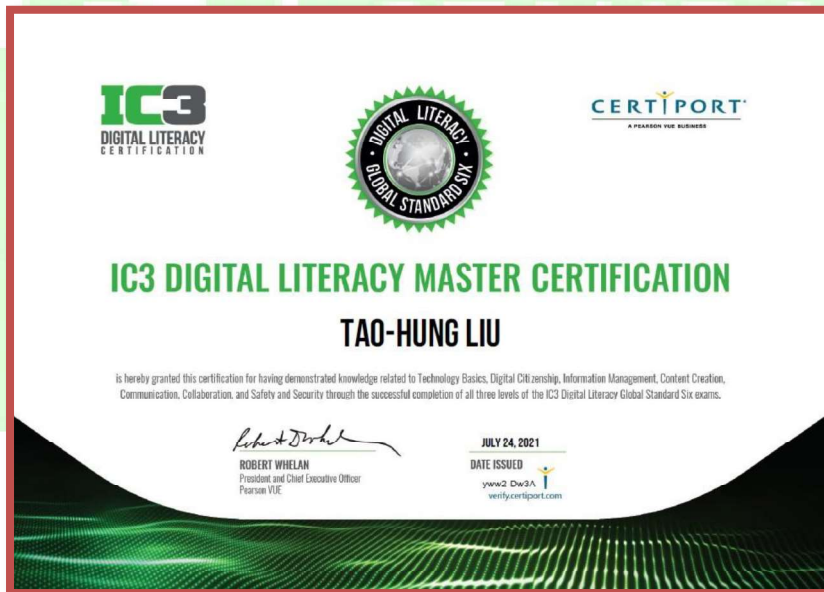 IC3
DIGITAL LITERACY
CERTIFICATION
DIGITAL LITERACY
GLOBAL STANDARD SIX
CERTIPORT
A PEARSON VUE BUSINESS
IC3 DIGITAL LITERACY MASTER CERTIFICATION
TAO-HUNG LIU
is hereby granted this certification for having demonstrated knowledge related to Technology Basics, Digital Citizenship, Information Management, Content Creation,
Communication, Collaboration, and Safety and Security through the successful completion of all three levels of the IC3 Digital Literacy Global Standard Six exams.
ROBERT WHELAN
President and Chief Executive Officer
Pearson VUE
JULY 24, 2021
DATE ISSUED
yww2 Dw3A
verify.certiport.com